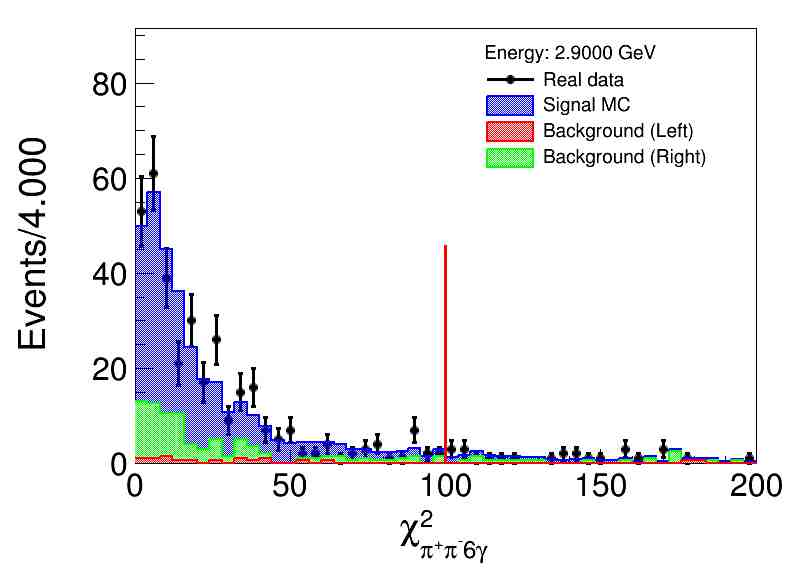 Energy: 2.9000 GeV
Real data
Signal MC
Background (Left)
Background (Right)
Events/4.000
80
60
40
20
0
0 50 100 150 200
χ²π⁺π⁻6γ